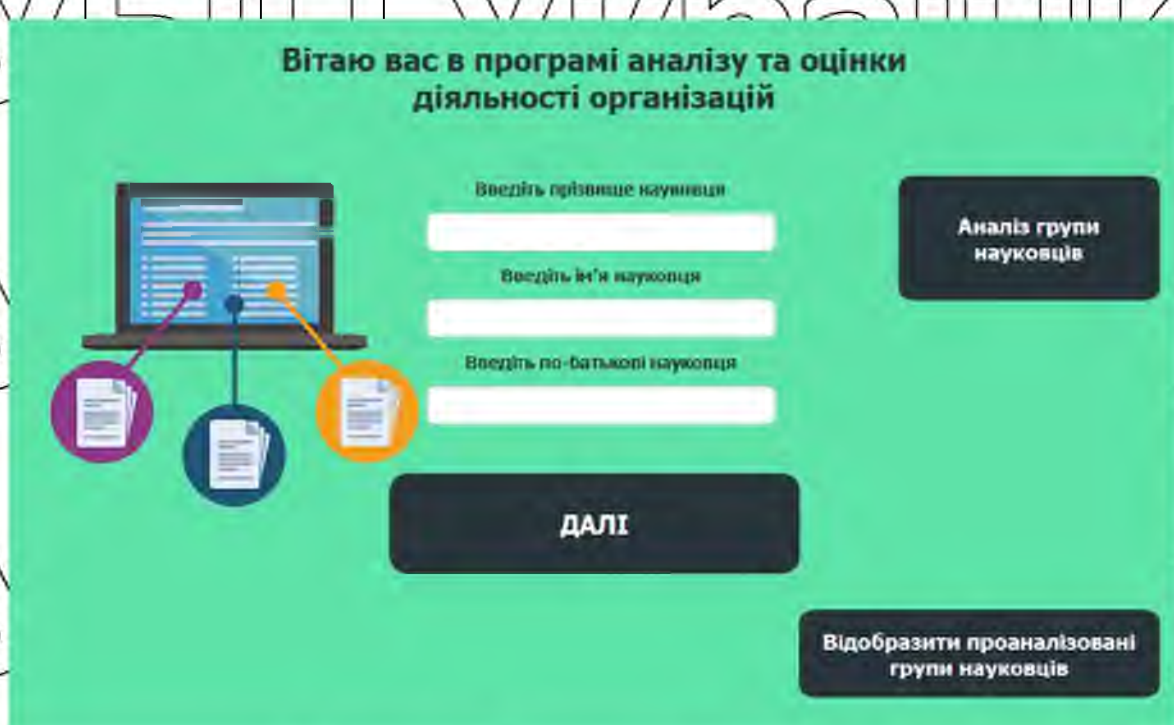 Вітаю вас в програмі аналізу та оцінки
діяльності організацій
Введіть прізвище науковця
Введіть ім'я науковця
Введіть по-батькові науковця
Аналіз групи
науковців
ДАЛІ
Відобразити проаналізовані
групи науковців